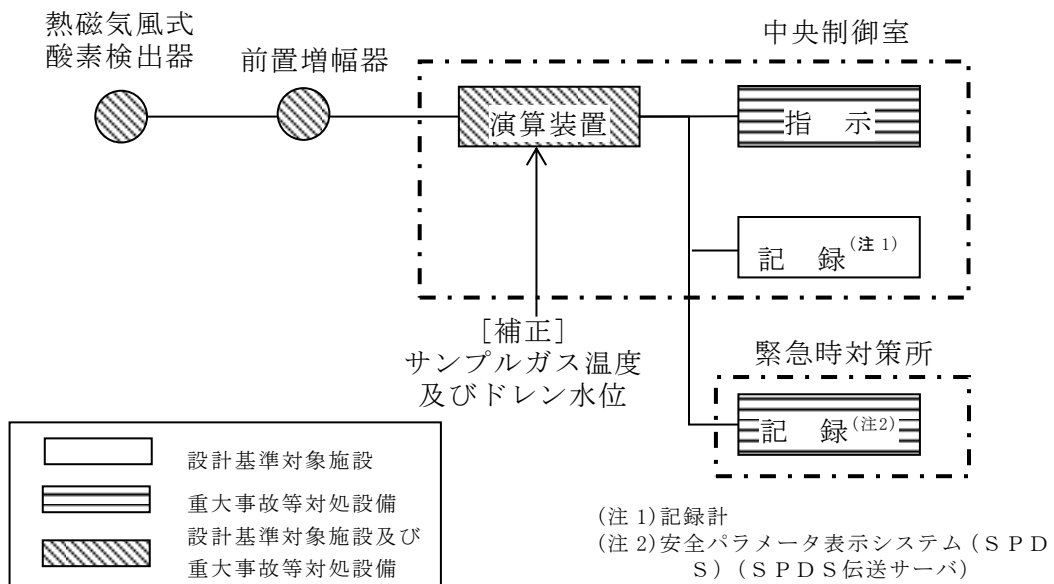 熱磁気風式
酸素検出器
前置増幅器
中央制御室
演算装置
指 示
記 録(注 1)
[補正]
サンプルガス温度
及びドレン水位
緊急時対策所
記 録(注2)
設計基準対象施設
重大事故等対処設備
設計基準対象施設及び
重大事故等対処設備
(注 1)記録計
(注 2)安全パラメータ表示システム(SPD
S)(SPDS伝送サーバ)